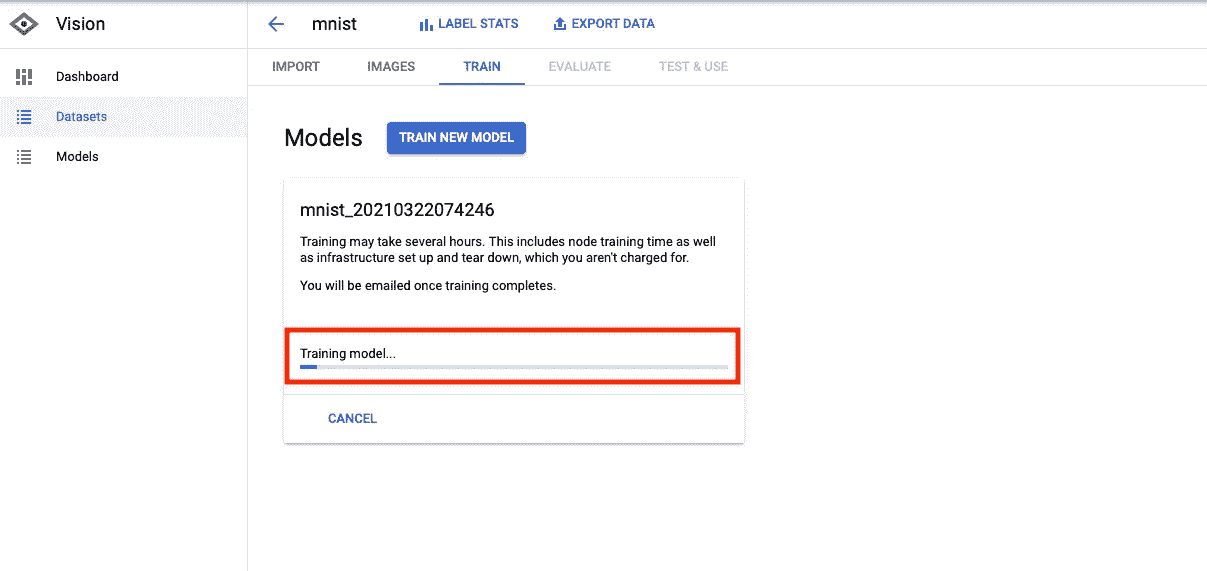 Vision
mnist
LABEL STATS
EXPORT DATA
Dashboard
Datasets
Models
IMPORT
IMAGES
TRAIN
EVALUATE
TEST & USE
Models
TRAIN NEW MODEL
mnist_20210322074246
Training may take several hours. This includes node training time as well
as infrastructure set up and tear down, which you aren't charged for.
You will be emailed once training completes.
Training model...
CANCEL